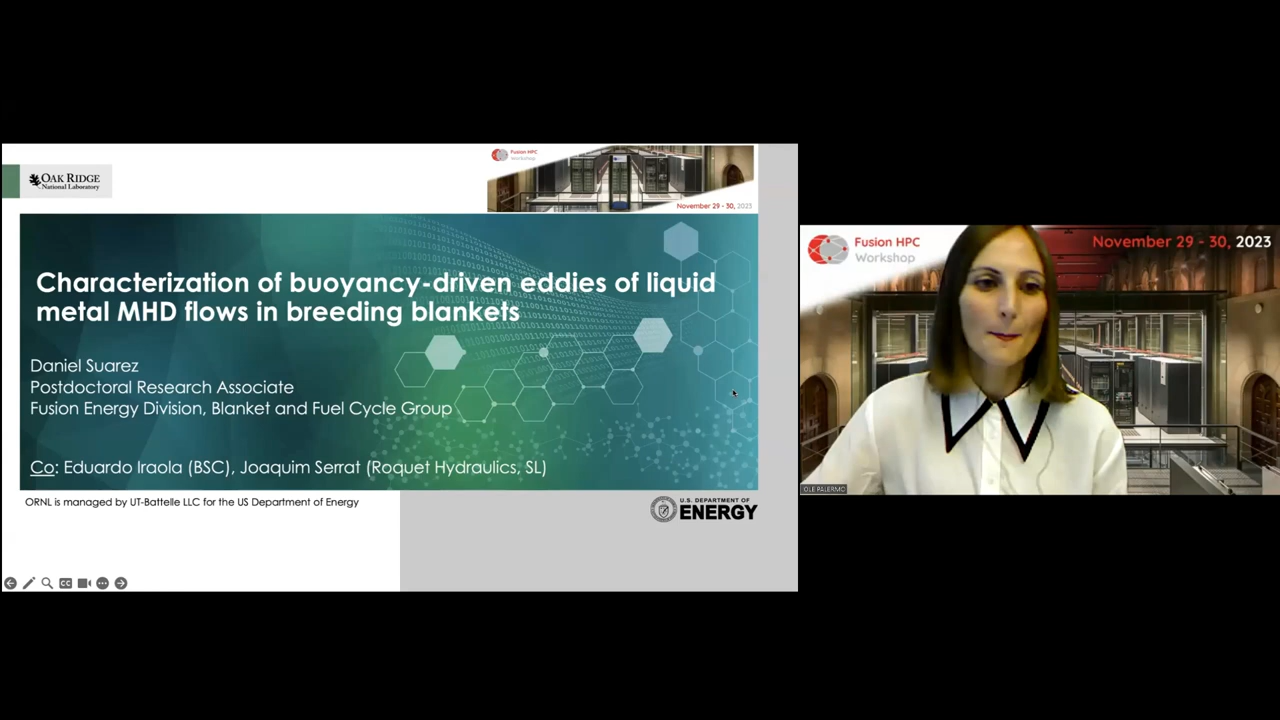 OAK RIDGE
National Laboratory
Fusion HPC
Workshop
November 29 - 30, 2023
Characterization of buoyancy-driven eddies of liquid
metal MHD flows in breeding blankets
Daniel Suarez
Postdoctoral Research Associate
Fusion Energy Division, Blanket and Fuel Cycle Group
Co: Eduardo Iraola (BSC), Joaquim Serrat (Roquet Hydraulics, SL)
ORNL is managed by UT-Battelle LLC for the US Department of Energy
U.S. DEPARTMENT OF
ENERGY
CC
Fusion HPC
Workshop
November 29 - 30, 2023
OLE PALERMO